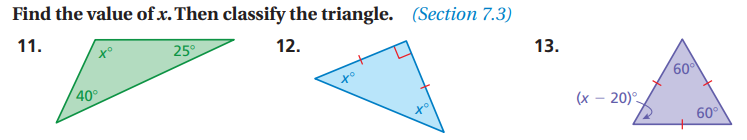 Find the value of x. Then classify the triangle. (Section 7.3)
11. x° 25° 40°
12. x° x°
13. 60° (x − 20)° 60°